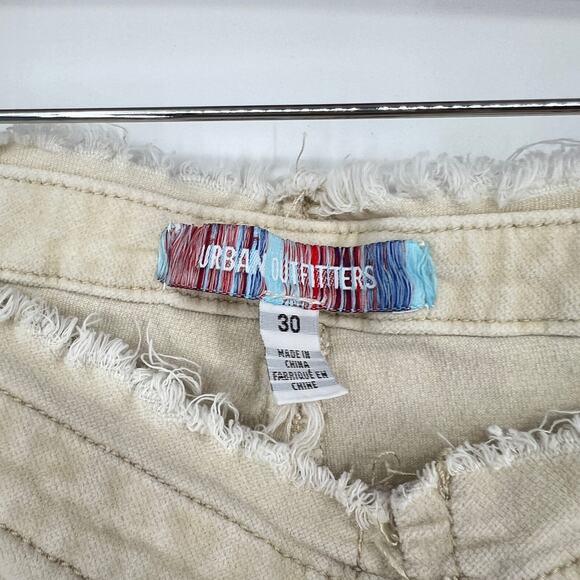 URBAN OUTFITTERS
30
MADE IN
CHINA
FABRIQUÉ EN
CHINE